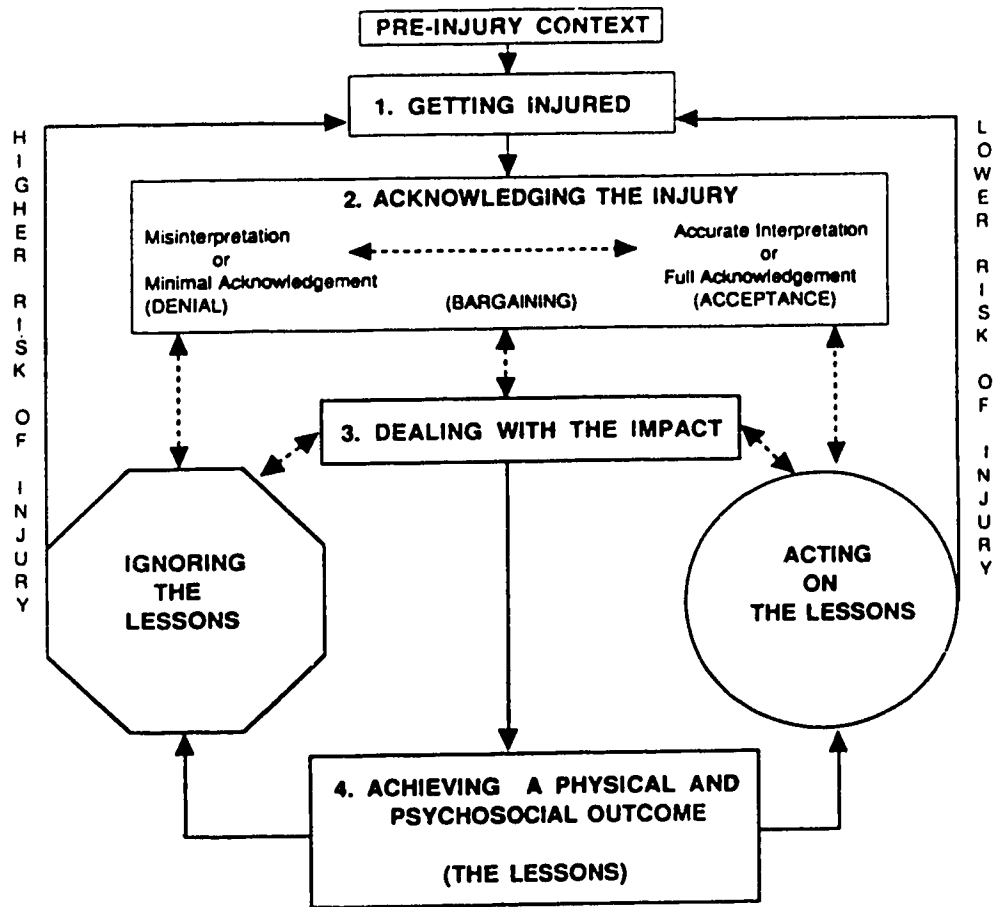 PRE-INJURY CONTEXT
1. GETTING INJURED
HIGHER RISK OF INJURY
LOWER RISK OF INJURY
2. ACKNOWLEDGING THE INJURY
Misinterpretation
or
Minimal Acknowledgement
(DENIAL)
(BARGAINING)
Accurate Interpretation
or
Full Acknowledgement
(ACCEPTANCE)
3. DEALING WITH THE IMPACT
IGNORING
THE
LESSONS
ACTING
ON
THE LESSONS
4. ACHIEVING A PHYSICAL AND
PSYCHOSOCIAL OUTCOME
(THE LESSONS)